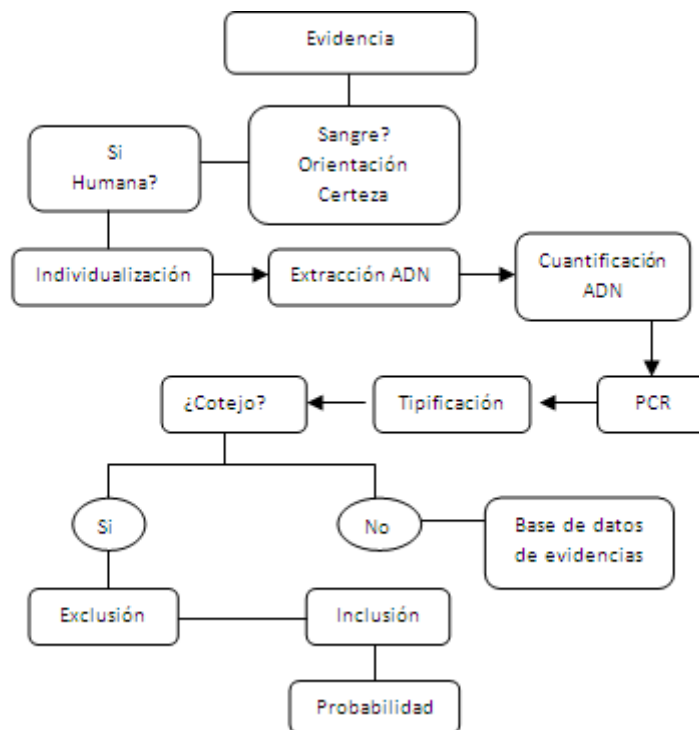 Evidencia
Sangre?
Orientación
Certeza
Si
Humana?
Individualización
Extracción ADN
Cuantificación
ADN
PCR
Tipificación
¿Cotejo?
Si
No
Base de datos
de evidencias
Exclusión
Inclusión
Probabilidad